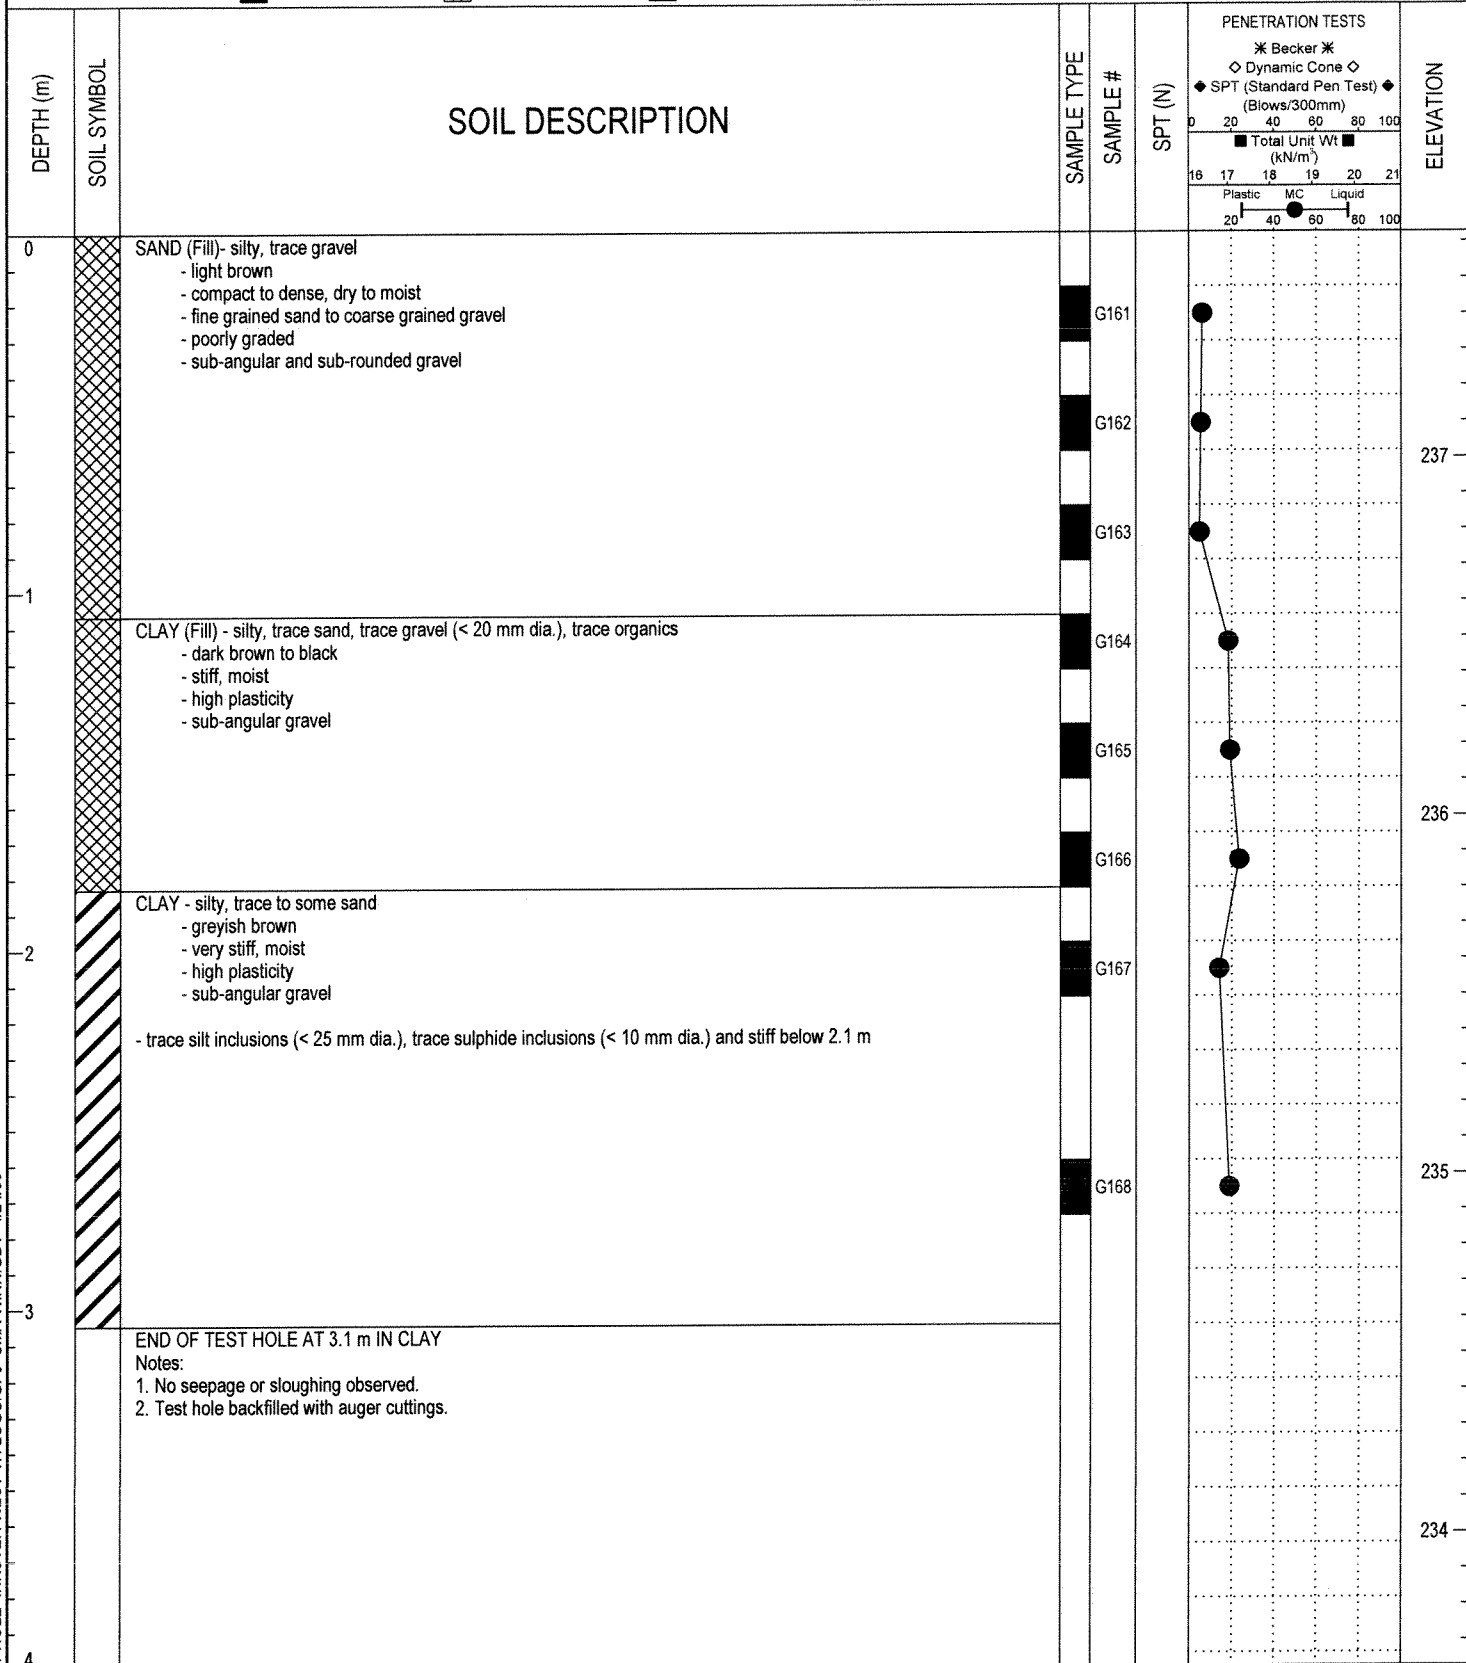 DEPTH (m)
SOIL SYMBOL
SOIL DESCRIPTION
SAMPLE TYPE
SAMPLE #
SPT (N)
PENETRATION TESTS
✳ Becker ✳
◇ Dynamic Cone ◇
◆ SPT (Standard Pen Test) ◆
(Blows/300mm)
0 20 40 60 80 100
■ Total Unit Wt ■
(kN/m³)
16 17 18 19 20 21
Plastic MC Liquid
20 40 60 80 100
ELEVATION
0
SAND (Fill)- silty, trace gravel
- light brown
- compact to dense, dry to moist
- fine grained sand to coarse grained gravel
- poorly graded
- sub-angular and sub-rounded gravel
G161
G162
237
G163
1
CLAY (Fill) - silty, trace sand, trace gravel (< 20 mm dia.), trace organics
- dark brown to black
- stiff, moist
- high plasticity
- sub-angular gravel
G164
G165
236
G166
CLAY - silty, trace to some sand
- greyish brown
- very stiff, moist
- high plasticity
- sub-angular gravel
2
G167
- trace silt inclusions (< 25 mm dia.), trace sulphide inclusions (< 10 mm dia.) and stiff below 2.1 m
235
G168
3
END OF TEST HOLE AT 3.1 m IN CLAY
Notes:
1. No seepage or sloughing observed.
2. Test hole backfilled with auger cuttings.
234
4